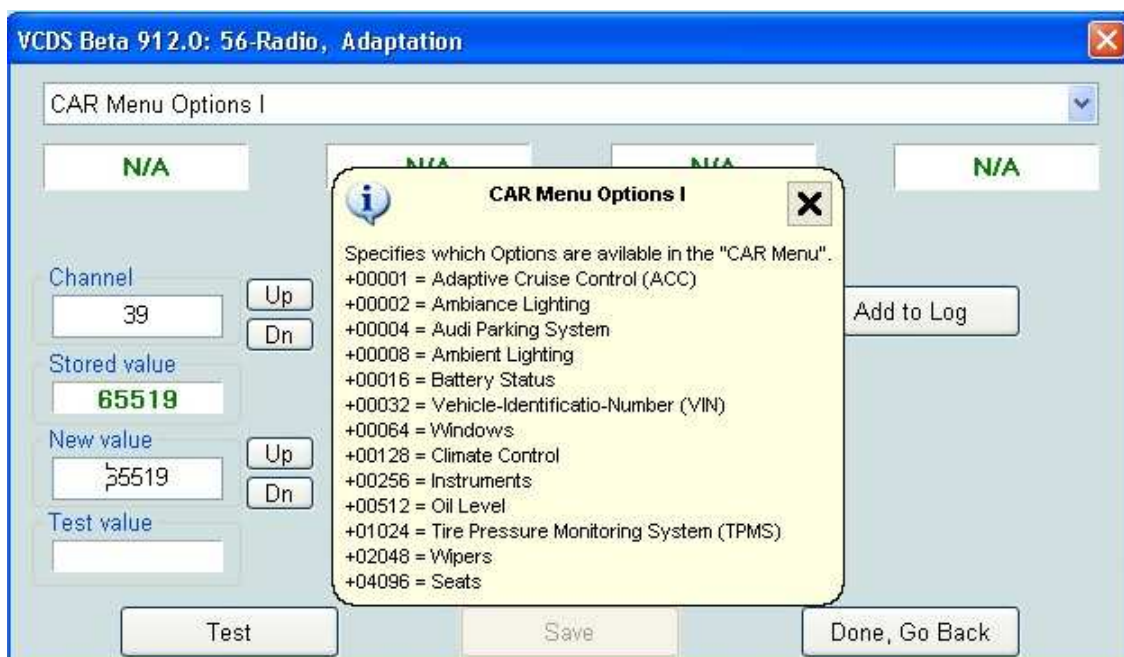 VCDS Beta 912.0: 56-Radio, Adaptation
CAR Menu Options I
N/A N/A N/A N/A
CAR Menu Options I
Specifies which Options are avilable in the "CAR Menu".
+00001 = Adaptive Cruise Control (ACC)
+00002 = Ambiance Lighting
+00004 = Audi Parking System
+00008 = Ambient Lighting
+00016 = Battery Status
+00032 = Vehicle-Identificatio-Number (VIN)
+00064 = Windows
+00128 = Climate Control
+00256 = Instruments
+00512 = Oil Level
+01024 = Tire Pressure Monitoring System (TPMS)
+02048 = Wipers
+04096 = Seats
Channel
39
Up
Dn
Stored value
65519
New value
65519
Up
Dn
Test value
Add to Log
Test
Save
Done, Go Back